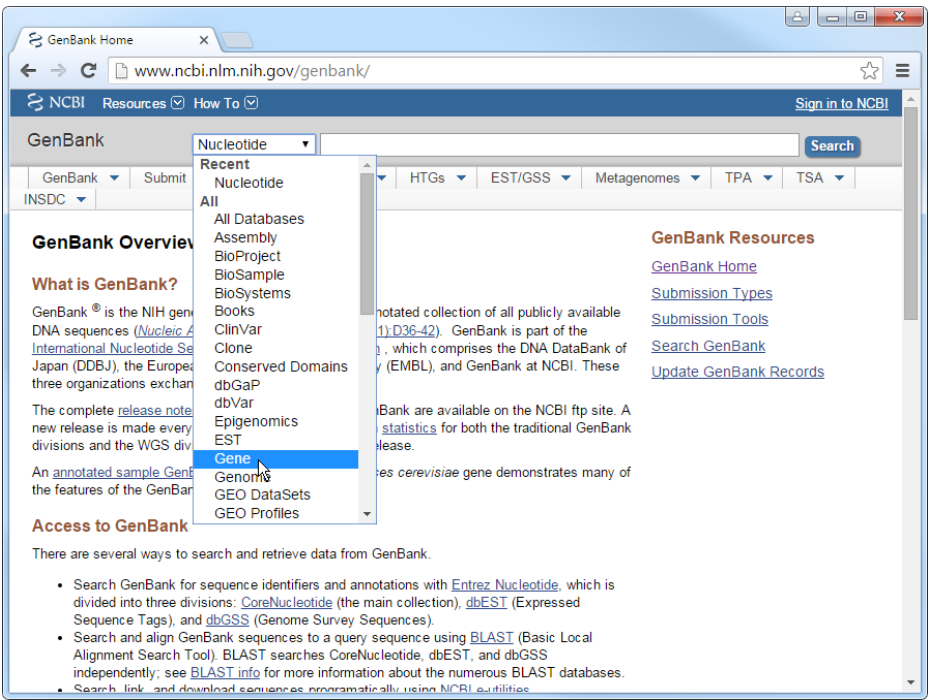 GenBank Home
www.ncbi.nlm.nih.gov/genbank/
NCBI Resources How To Sign in to NCBI
GenBank Nucleotide Search
GenBank Submit HTGs EST/GSS Metagenomes TPA TSA
INSDC
Recent
Nucleotide
All
All Databases
Assembly
BioProject
BioSample
BioSystems
Books
ClinVar
Clone
Conserved Domains
dbGaP
dbVar
Epigenomics
EST
Gene
Genome
GEO DataSets
GEO Profiles
GenBank Overview
What is GenBank?
GenBank ® is the NIH gene notated collection of all publicly available
DNA sequences (Nucleic A 1):D36-42). GenBank is part of the
International Nucleotide Se , which comprises the DNA DataBank of
Japan (DDBJ), the Europea y (EMBL), and GenBank at NCBI. These
three organizations exchan
The complete release note nBank are available on the NCBI ftp site. A
new release is made every statistics for both the traditional GenBank
divisions and the WGS div lease.
An annotated sample GenB ces cerevisiae gene demonstrates many of
the features of the GenBan
Access to GenBank
There are several ways to search and retrieve data from GenBank.
• Search GenBank for sequence identifiers and annotations with Entrez Nucleotide, which is
divided into three divisions: CoreNucleotide (the main collection), dbEST (Expressed
Sequence Tags), and dbGSS (Genome Survey Sequences).
• Search and align GenBank sequences to a query sequence using BLAST (Basic Local
Alignment Search Tool). BLAST searches CoreNucleotide, dbEST, and dbGSS
independently; see BLAST info for more information about the numerous BLAST databases.
• Search, link, and download sequences programatically using NCBI e-utilities.
GenBank Resources
GenBank Home
Submission Types
Submission Tools
Search GenBank
Update GenBank Records